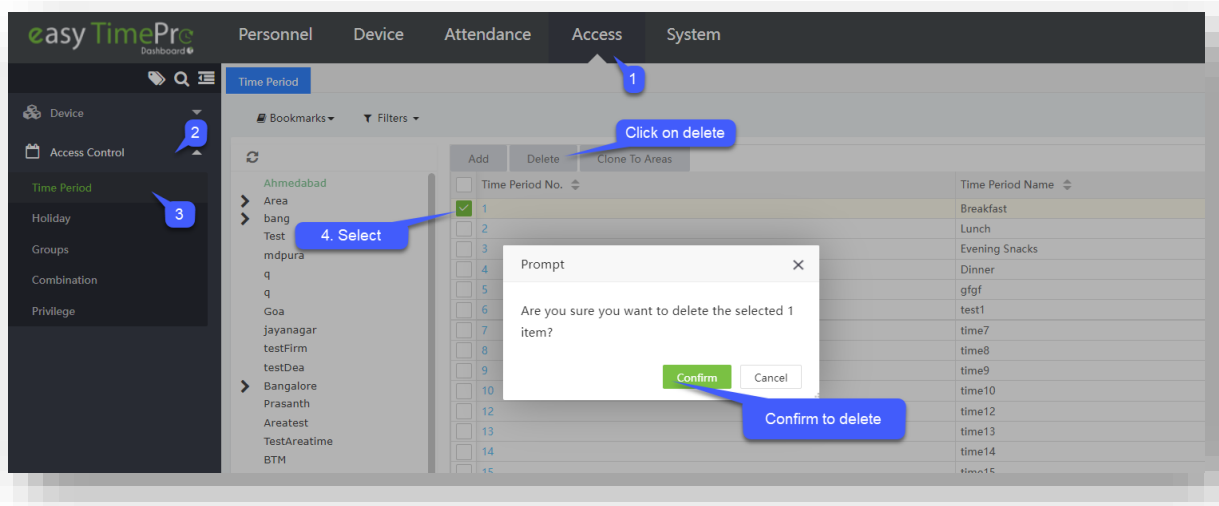 easy TimePro
Dashboard
Personnel Device Attendance Access System
1
Time Period
Device
Bookmarks Filters
2
Click on delete
Access Control
Add Delete Clone To Areas
Time Period No. Time Period Name
Time Period
Ahmedabad
Area
bang
Test
mdpura
q
q
Goa
jayanagar
testFirm
testDea
Bangalore
Prasanth
Areatest
TestAreatime
BTM
3
Holiday
Groups
Combination
Privilege
4. Select
1 Breakfast
2 Lunch
3 Evening Snacks
4 Dinner
5 gfgf
6 test1
7 time7
8 time8
9 time9
10 time10
12 time12
13 time13
14 time14
15 time15
Prompt
Are you sure you want to delete the selected 1
item?
Confirm Cancel
Confirm to delete